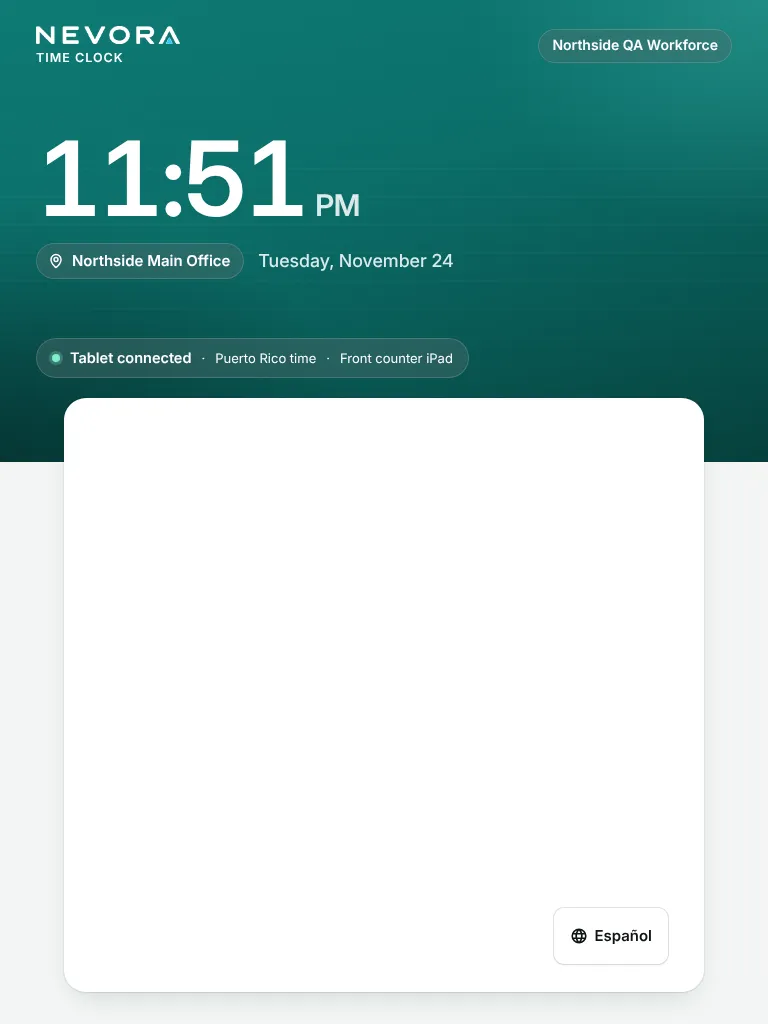 NEVORA
TIME CLOCK
Northside QA Workforce
11:51 PM
Northside Main Office
Tuesday, November 24
Tablet connected · Puerto Rico time · Front counter iPad
Español